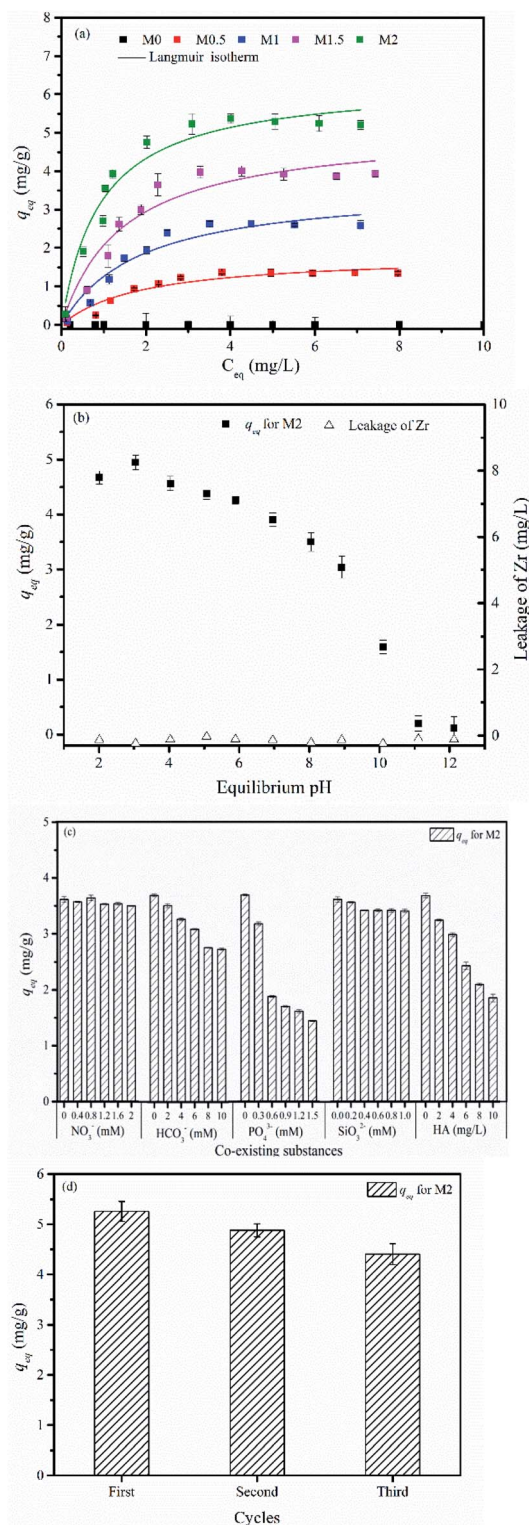 (a)
M0 M0.5 M1 M1.5 M2
Langmuir isotherm
8
7
6
5
4
3
2
1
0
q_eq (mg/g)
0 2 4 6 8 10
C_eq (mg/L)
(b)
q_eq for M2 Leakage of Zr
6
5
4
3
2
1
0
q_eq (mg/g)
10
8
6
4
2
0
Leakage of Zr (mg/L)
2 4 6 8 10 12
Equilibrium pH
(c)
q_eq for M2
5
4
3
2
1
0
q_eq (mg/g)
0 0.4 0.8 1.2 1.6 2 0 2 4 6 8 10 0 0.3 0.6 0.9 1.2 1.5 0.0 0.2 0.4 0.6 0.8 1.0 0 2 4 6 8 10
NO₃⁻ (mM) HCO₃⁻ (mM) PO₄³⁻ (mM) SiO₃²⁻ (mM) HA (mg/L)
Co-existing substances
(d)
q_eq for M2
6
5
4
3
2
1
0
q_eq (mg/g)
First Second Third
Cycles